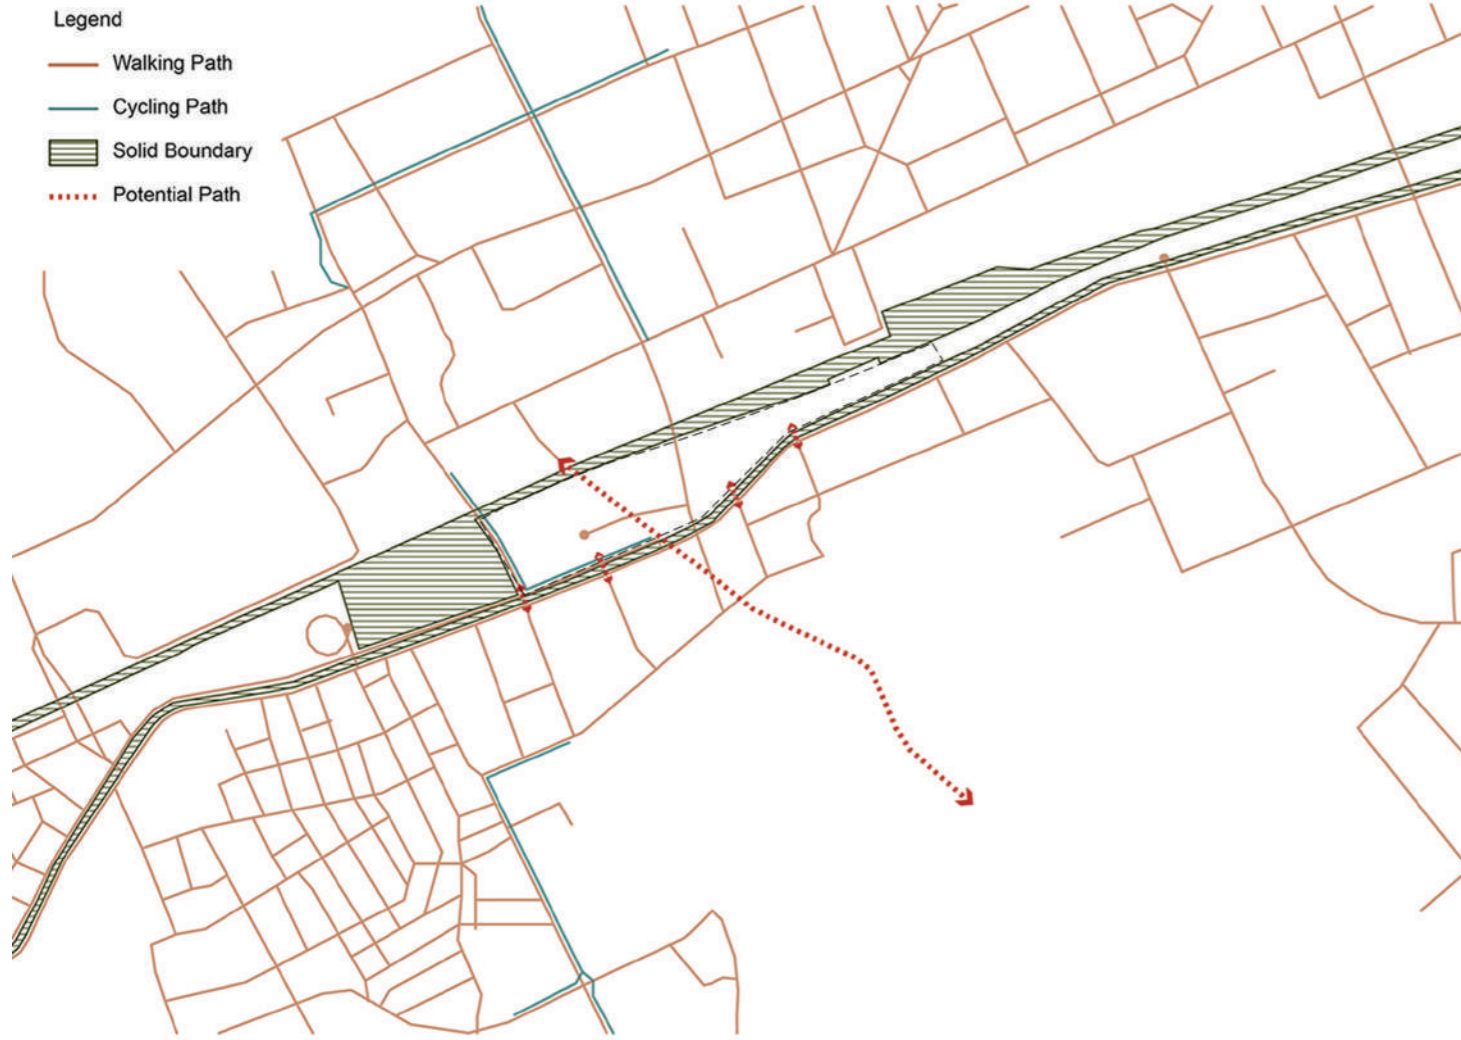 Legend
Walking Path
Cycling Path
Solid Boundary
Potential Path